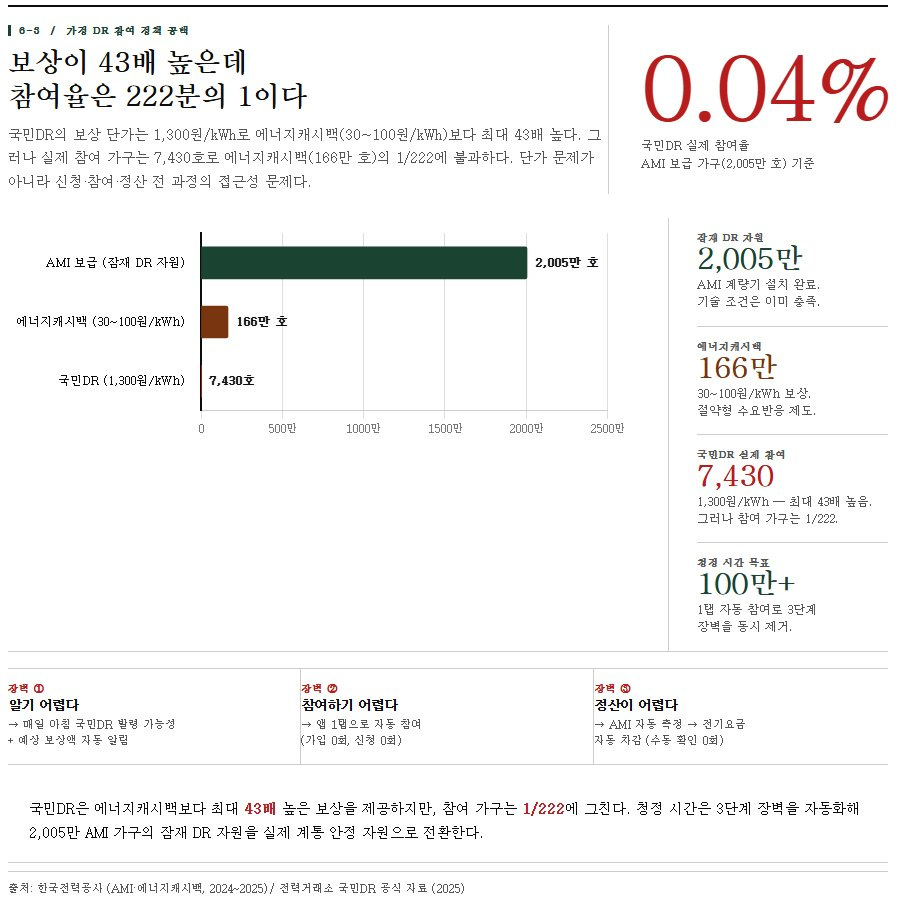 6-3 / 가정 DR 참여 정책 공백
보상이 43배 높은데
참여율은 222분의 1이다
국민DR의 보상 단가는 1,300원/kWh로 에너지캐시백(30~100원/kWh)보다 최대 43배 높다. 그
러나 실제 참여 가구는 7,430호로 에너지캐시백(166만 호)의 1/222에 불과하다. 단가 문제가
아니라 신청·참여·정산 전 과정의 접근성 문제다.
0.04%
국민DR 실제 참여율
AMI 보급 가구(2,005만 호) 기준
AMI 보급 (잠재 DR 자원)
2,005만 호
에너지캐시백 (30~100원/kWh)
166만 호
국민DR (1,300원/kWh)
7,430호
0 500만 1000만 1500만 2000만 2500만
잠재 DR 자원
2,005만
AMI 계량기 설치 완료.
기술 조건은 이미 충족.
에너지캐시백
166만
30~100원/kWh 보상.
절약형 수요반응 제도.
국민DR 실제 참여
7,430
1,300원/kWh — 최대 43배 높음.
그러나 참여 가구는 1/222.
청정 시간 목표
100만+
1탭 자동 참여로 3단계
장벽을 동시 제거.
장벽 ①
알기 어렵다
→ 매일 아침 국민DR 발령 가능성
+ 예상 보상액 자동 알림
장벽 ②
참여하기 어렵다
→ 앱 1탭으로 자동 참여
(가입 0회, 신청 0회)
장벽 ③
정산이 어렵다
→ AMI 자동 측정 → 전기요금
자동 차감 (수동 확인 0회)
국민DR은 에너지캐시백보다 최대 43배 높은 보상을 제공하지만, 참여 가구는 1/222에 그친다. 청정 시간은 3단계 장벽을 자동화해
2,005만 AMI 가구의 잠재 DR 자원을 실제 계통 안정 자원으로 전환한다.
출처: 한국전력공사 (AMI·에너지캐시백, 2024~2025) / 전력거래소 국민DR 공식 자료 (2025)